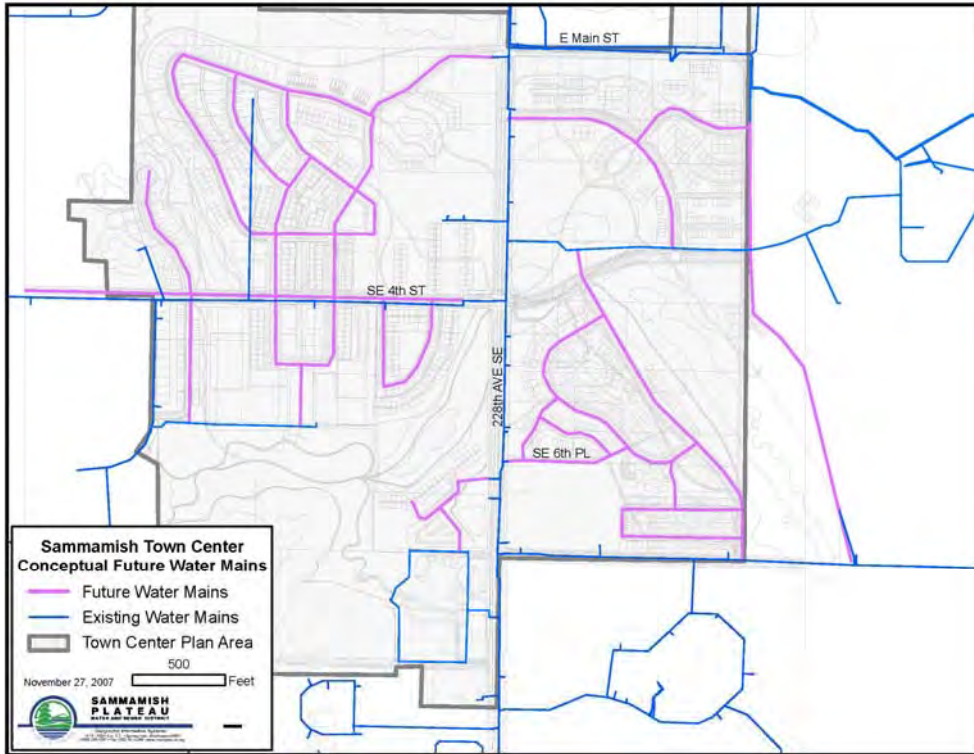 E Main ST
SE 4th ST
228th AVE SE
SE 6th PL
Sammamish Town Center
Conceptual Future Water Mains
Future Water Mains
Existing Water Mains
Town Center Plan Area
500
November 27, 2007
Feet
SAMMAMISH
PLATEAU
WATER AND SEWER DISTRICT